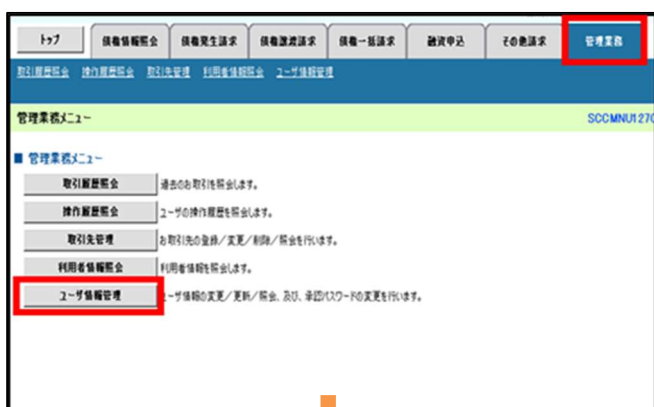 トップ 債権情報照会 債権発生請求 債権譲渡請求 債権一括請求 融資申込 その他請求 管理業務
取引履歴照会 操作履歴照会 取引先管理 利用者情報照会 ユーザ情報管理
管理業務メニュー SCCMNU1270
■ 管理業務メニュー
取引履歴照会 過去のお取引を照会します。
操作履歴照会 ユーザの操作履歴を照会します。
取引先管理 お取引先の登録/変更/削除/照会を行います。
利用者情報照会 利用者情報を照会します。
ユーザ情報管理 ユーザ情報の変更/更新/照会、及び、承認パスワードの変更を行います。